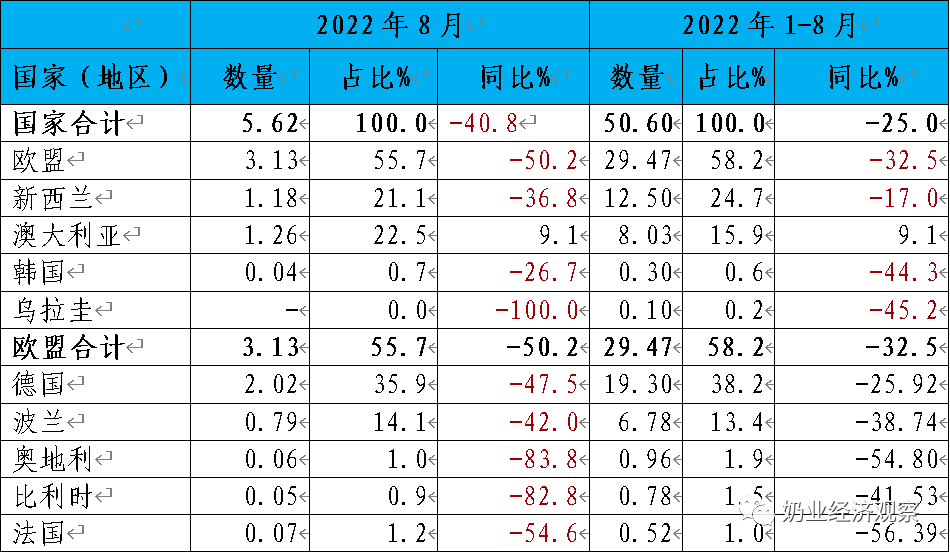 2022年8月 2022年1-8月
国家（地区） 数量 占比% 同比% 数量 占比% 同比%
国家合计 5.62 100.0 -40.8 50.60 100.0 -25.0
欧盟 3.13 55.7 -50.2 29.47 58.2 -32.5
新西兰 1.18 21.1 -36.8 12.50 24.7 -17.0
澳大利亚 1.26 22.5 9.1 8.03 15.9 9.1
韩国 0.04 0.7 -26.7 0.30 0.6 -44.3
乌拉圭 - 0.0 -100.0 0.10 0.2 -45.2
欧盟合计 3.13 55.7 -50.2 29.47 58.2 -32.5
德国 2.02 35.9 -47.5 19.30 38.2 -25.92
波兰 0.79 14.1 -42.0 6.78 13.4 -38.74
奥地利 0.06 1.0 -83.8 0.96 1.9 -54.80
比利时 0.05 0.9 -82.8 0.78 1.5 -41.53
奶业经济观察
法国 0.07 1.2 -54.6 0.52 1.0 -56.39